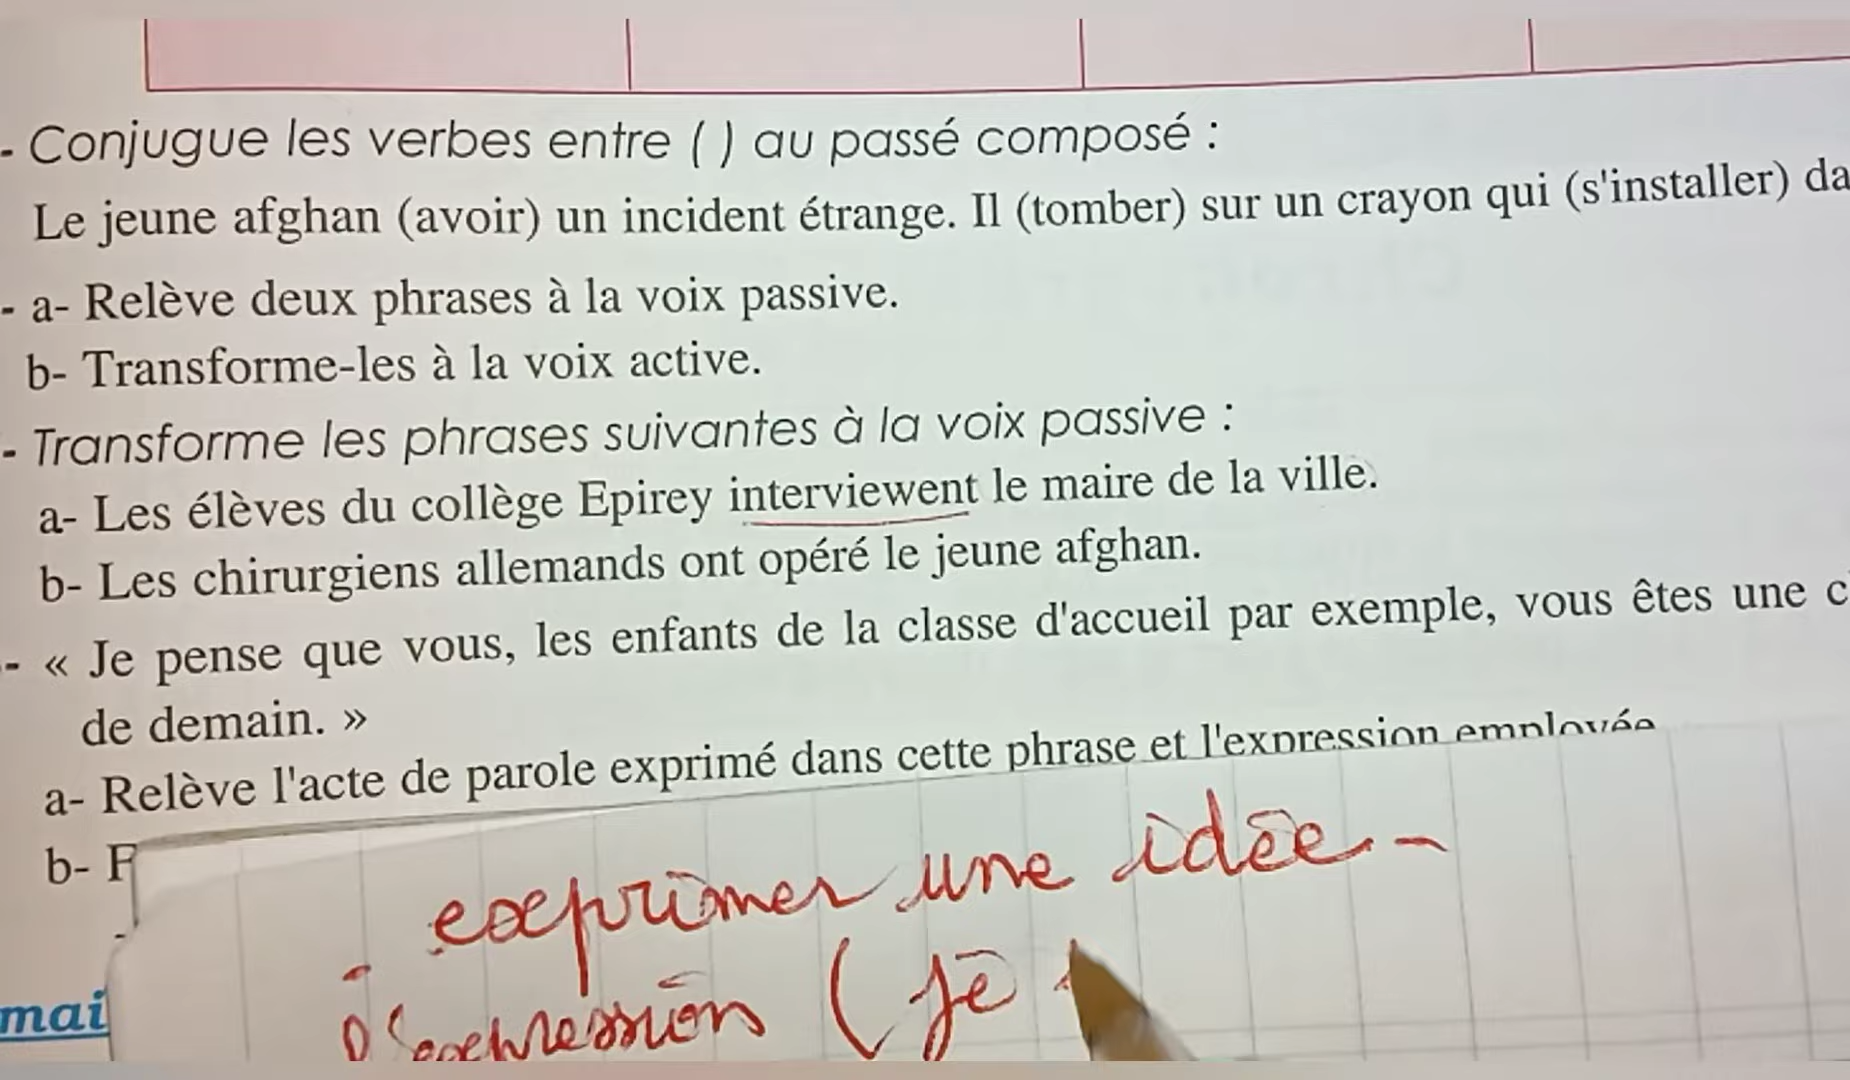 - Conjugue les verbes entre ( ) au passé composé :
Le jeune afghan (avoir) un incident étrange. Il (tomber) sur un crayon qui (s'installer) da
- a- Relève deux phrases à la voix passive.
b- Transforme-les à la voix active.
- Transforme les phrases suivantes à la voix passive :
a- Les élèves du collège Epirey interviewent le maire de la ville.
b- Les chirurgiens allemands ont opéré le jeune afghan.
- « Je pense que vous, les enfants de la classe d'accueil par exemple, vous êtes une c
de demain. »
a- Relève l'acte de parole exprimé dans cette phrase et l'expression employée
b- F
exprimer une idée -
- l'expression ( je
mai